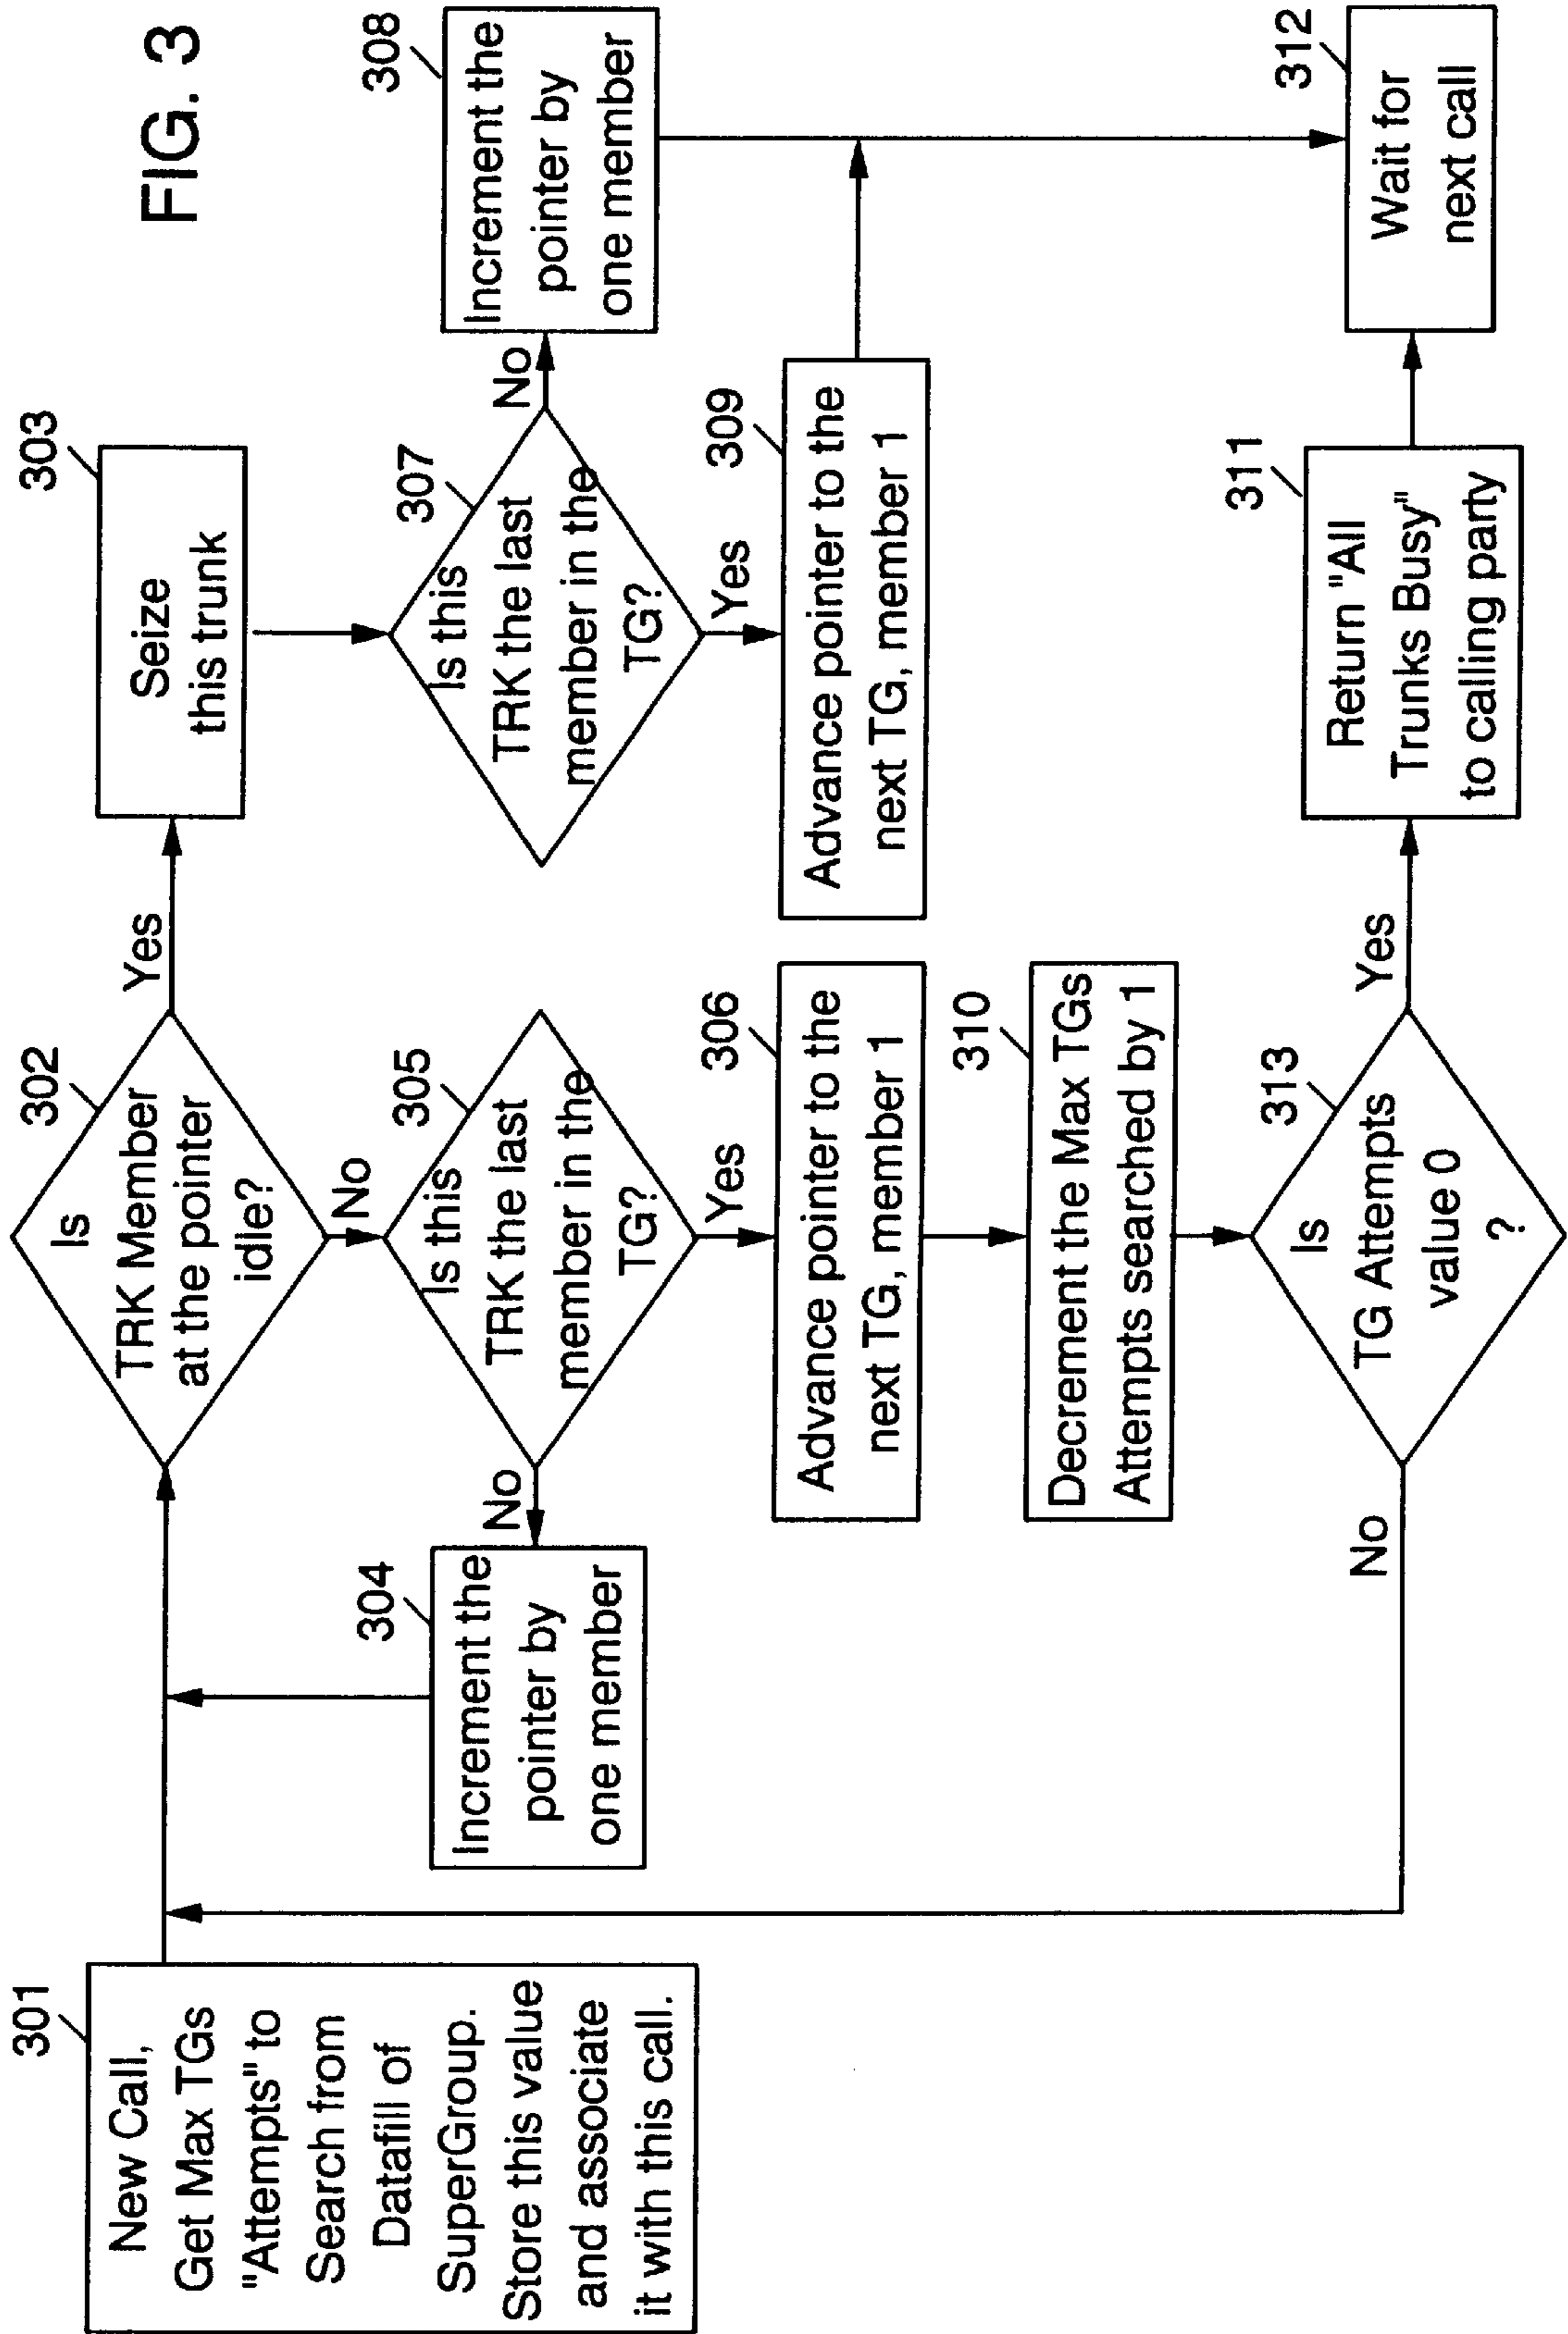 FIG. 3
301
New Call,
Get Max TGs
"Attempts" to
Search from
Datafill of
SuperGroup.
Store this value
and associate
it with this call.
302
Is
TRK Member
at the pointer
idle?
Yes
No
303
Seize
this trunk
304
Increment the
pointer by
one member
No
305
Is this
TRK the last
member in the
TG?
Yes
307
Is this
TRK the last
member in the
TG?
No
Yes
308
Increment the
pointer by
one member
306
Advance pointer to the
next TG, member 1
309
Advance pointer to the
next TG, member 1
310
Decrement the Max TGs
Attempts searched by 1
313
Is
TG Attempts
value 0
?
No
Yes
311
Return "All
Trunks Busy"
to calling party
312
Wait for
next call